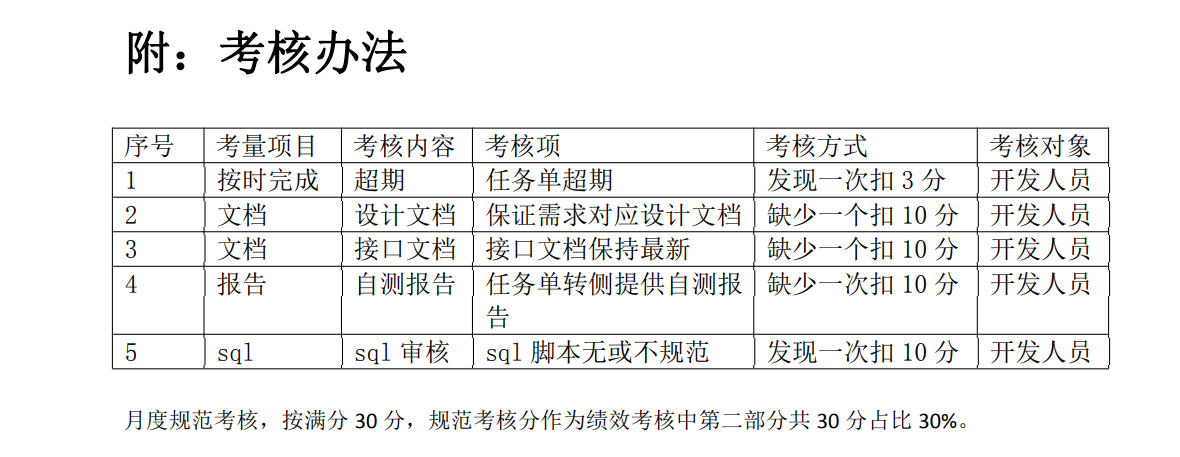 附：考核办法
序号 考量项目 考核内容 考核项 考核方式 考核对象
1 按时完成 超期 任务单超期 发现一次扣 3 分 开发人员
2 文档 设计文档 保证需求对应设计文档 缺少一个扣 10 分 开发人员
3 文档 接口文档 接口文档保持最新 缺少一个扣 10 分 开发人员
4 报告 自测报告 任务单转侧提供自测报 缺少一次扣 10 分 开发人员
告
5 sql sql 审核 sql 脚本无或不规范 发现一次扣 10 分 开发人员
月度规范考核，按满分 30 分，规范考核分作为绩效考核中第二部分共 30 分占比 30%。